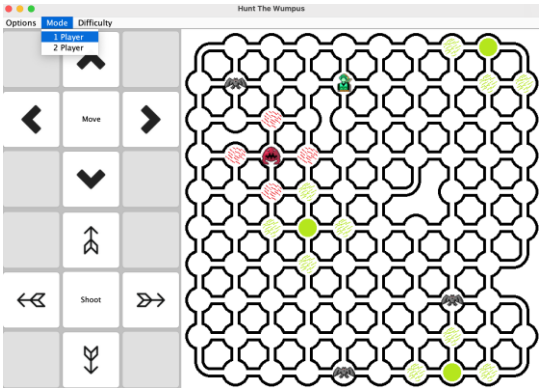 Hunt The Wumpus
Options Mode Difficulty
1 Player
2 Player
Move
Shoot